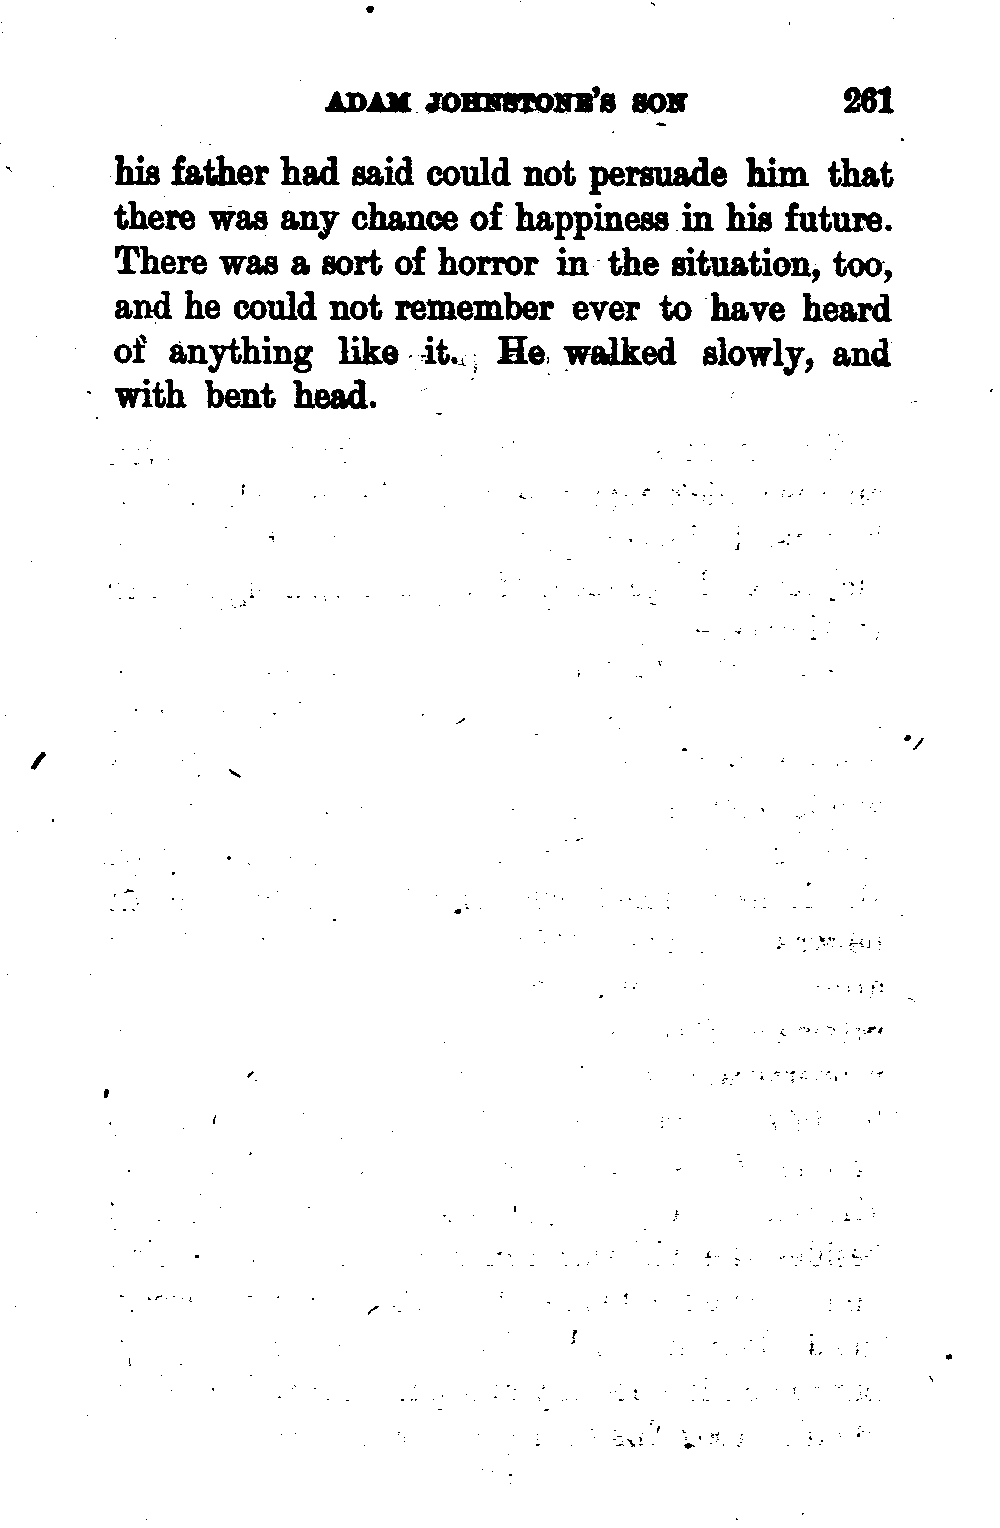 ADAM JOHNSTONE'S SON 261
his father had said could not persuade him that
there was any chance of happiness in his future.
There was a sort of horror in the situation, too,
and he could not remember ever to have heard
of anything like it. He walked slowly, and
with bent head.